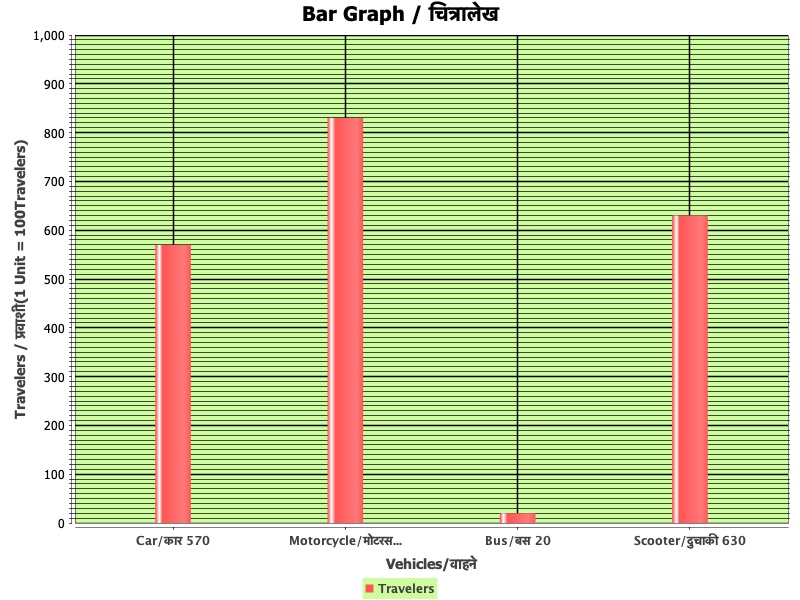 Bar Graph / चित्रालेख
Travelers / प्रवाशी(1 Unit = 100Travelers)
1,000
900
800
700
600
500
400
300
200
100
0
Car/कार 570
Motorcycle/मोटरस...
Bus/बस 20
Scooter/दुचाकी 630
Vehicles/वाहने
Travelers